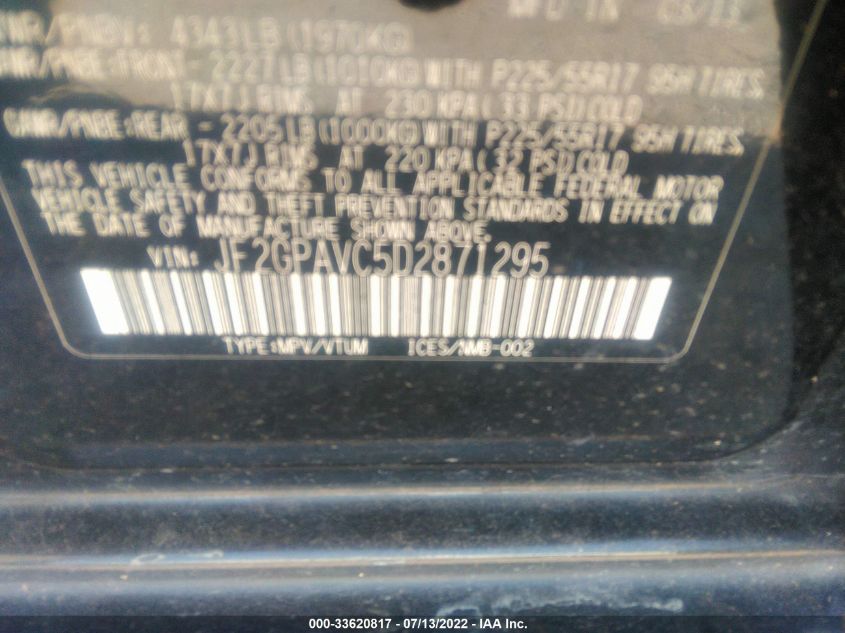 MFD IN 03/13
GVWR/PNBV: 4343LB(1970KG)
GAWR/PNBE:FRONT- 2227LB(1010KG)WITH P225/55R17 95H TIRES
17X7J RIMS AT 230 KPA(33 PSI)COLD
GAWR/PNBE:REAR - 2205LB(1000KG)WITH P225/55R17 95H TIRES
17X7J RIMS AT 220 KPA(32 PSI)COLD
THIS VEHICLE CONFORMS TO ALL APPLICABLE FEDERAL MOTOR
VEHICLE SAFETY AND THEFT PREVENTION STANDARDS IN EFFECT ON
THE DATE OF MANUFACTURE SHOWN ABOVE.
VIN: JF2GPAVC5D2871295
TYPE:MPV/VTUM ICES/NMB-002
000-33620817 - 07/13/2022 - IAA Inc.